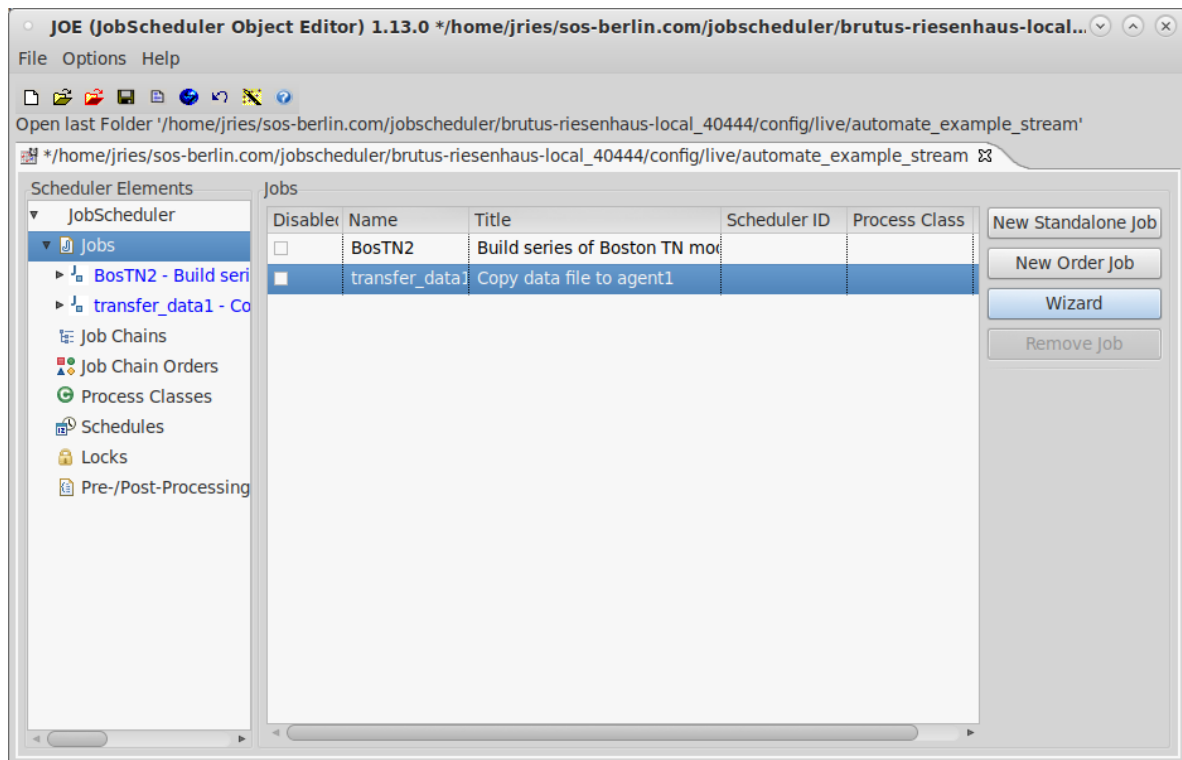 JOE (JobScheduler Object Editor) 1.13.0 */home/jries/sos-berlin.com/jobscheduler/brutus-riesenhaus-local...
File Options Help
Open last Folder '/home/jries/sos-berlin.com/jobscheduler/brutus-riesenhaus-local_40444/config/live/automate_example_stream'
*/home/jries/sos-berlin.com/jobscheduler/brutus-riesenhaus-local_40444/config/live/automate_example_stream
Scheduler Elements
JobScheduler
Jobs
BosTN2 - Build seri
transfer_data1 - Co
Job Chains
Job Chain Orders
Process Classes
Schedules
Locks
Pre-/Post-Processing
Jobs
Disabled Name Title Scheduler ID Process Class
BosTN2 Build series of Boston TN mod
transfer_data1 Copy data file to agent1
New Standalone Job
New Order Job
Wizard
Remove Job